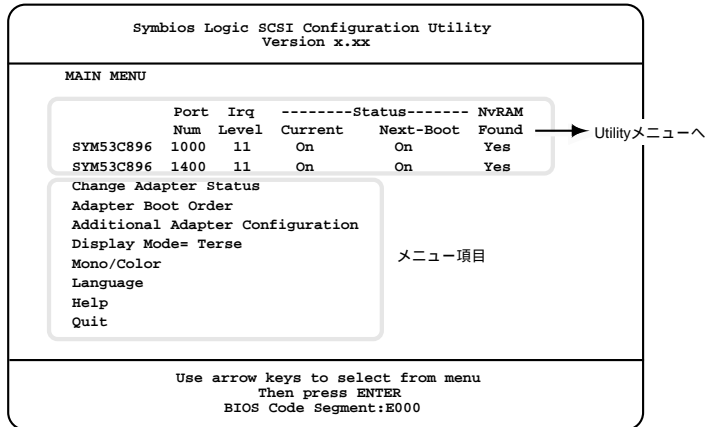 Symbios Logic SCSI Configuration Utility
Version x.xx
MAIN MENU
Port Irq --------Status------- NvRAM
Num Level Current Next-Boot Found
SYM53C896 1000 11 On On Yes
SYM53C896 1400 11 On On Yes
Utilityメニューへ
Change Adapter Status
Adapter Boot Order
Additional Adapter Configuration
Display Mode= Terse
Mono/Color
Language
Help
Quit
メニュー項目
Use arrow keys to select from menu
Then press ENTER
BIOS Code Segment:E000